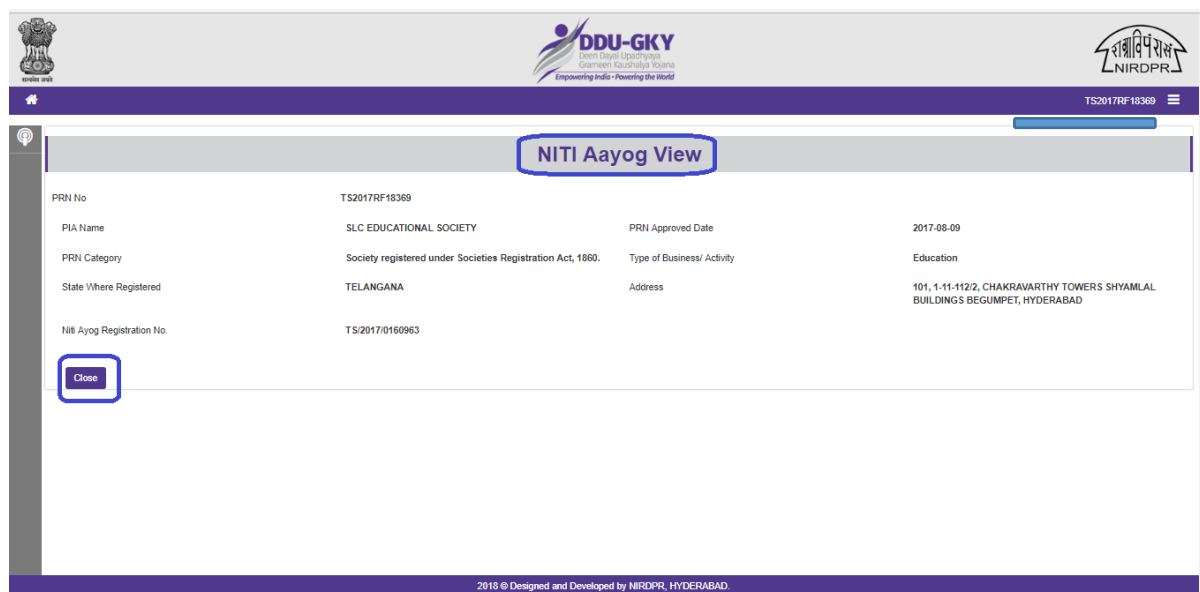 सत्यमेव जयते
DDU-GKY
Deen Dayal Upadhyaya
Grameen Kaushalya Yojana
Empowering India - Powering the World
राग्राविपंरासं
NIRDPR
TS2017RF18369
NITI Aayog View
PRN No TS2017RF18369
PIA Name SLC EDUCATIONAL SOCIETY PRN Approved Date 2017-08-09
PRN Category Society registered under Societies Registration Act, 1860. Type of Business/ Activity Education
State Where Registered TELANGANA Address 101, 1-11-112/2, CHAKRAVARTHY TOWERS SHYAMLAL
BUILDINGS BEGUMPET, HYDERABAD
Niti Ayog Registration No. TS/2017/0160963
Close
2018 © Designed and Developed by NIRDPR, HYDERABAD.